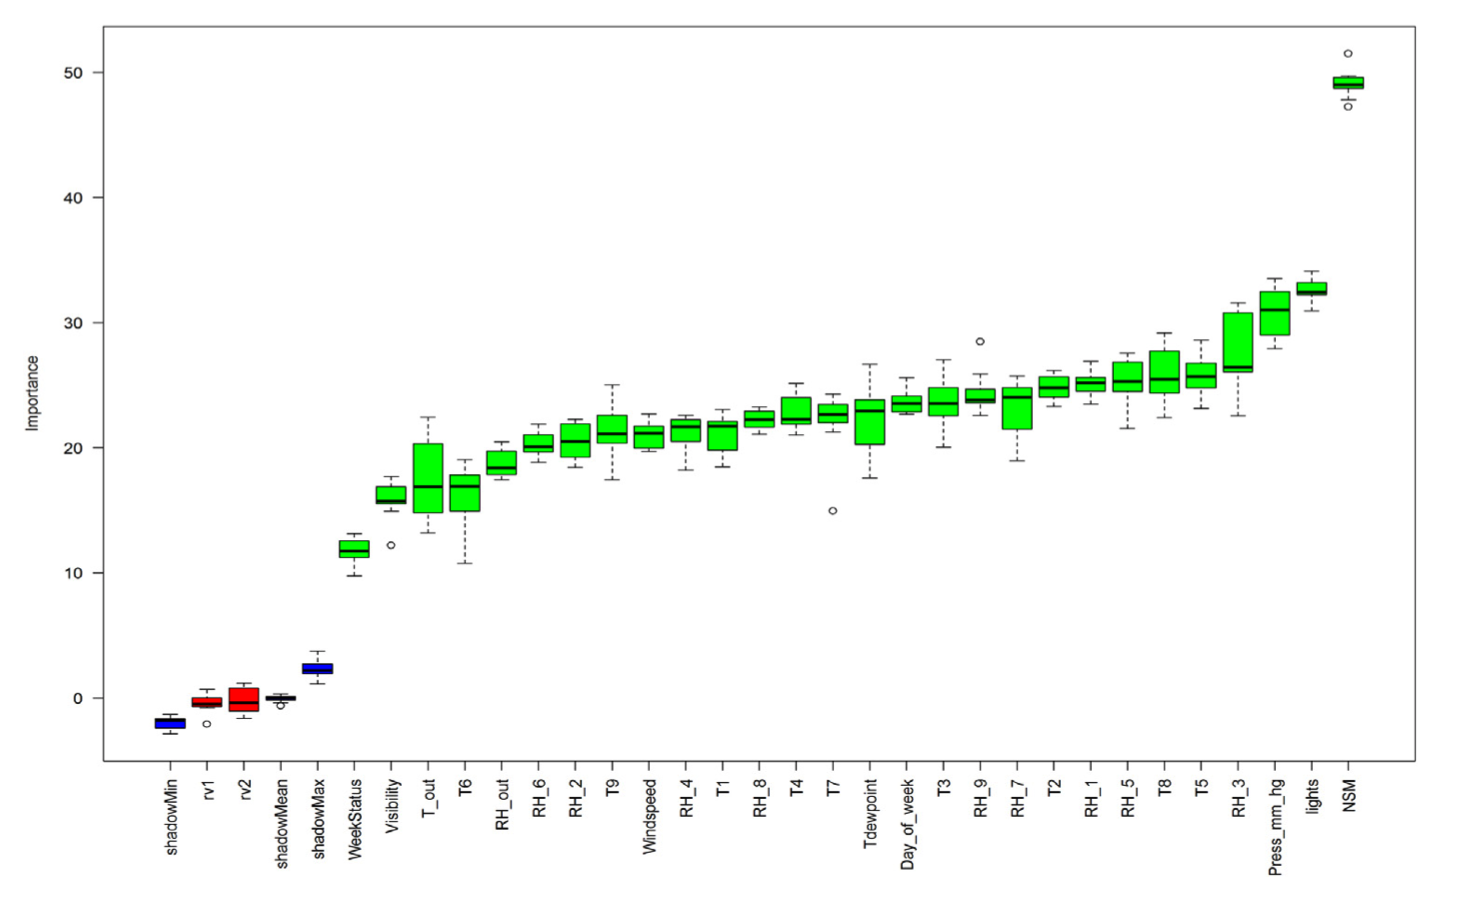 50
40
30
20
10
0
Importance
shadowMin
rv1
rv2
shadowMean
shadowMax
WeekStatus
Visibility
T_out
T6
RH_out
RH_6
RH_2
T9
Windspeed
RH_4
T1
RH_8
T4
T7
Tdewpoint
Day_of_week
T3
RH_9
RH_7
T2
RH_1
RH_5
T8
T5
RH_3
Press_mm_hg
lights
NSM